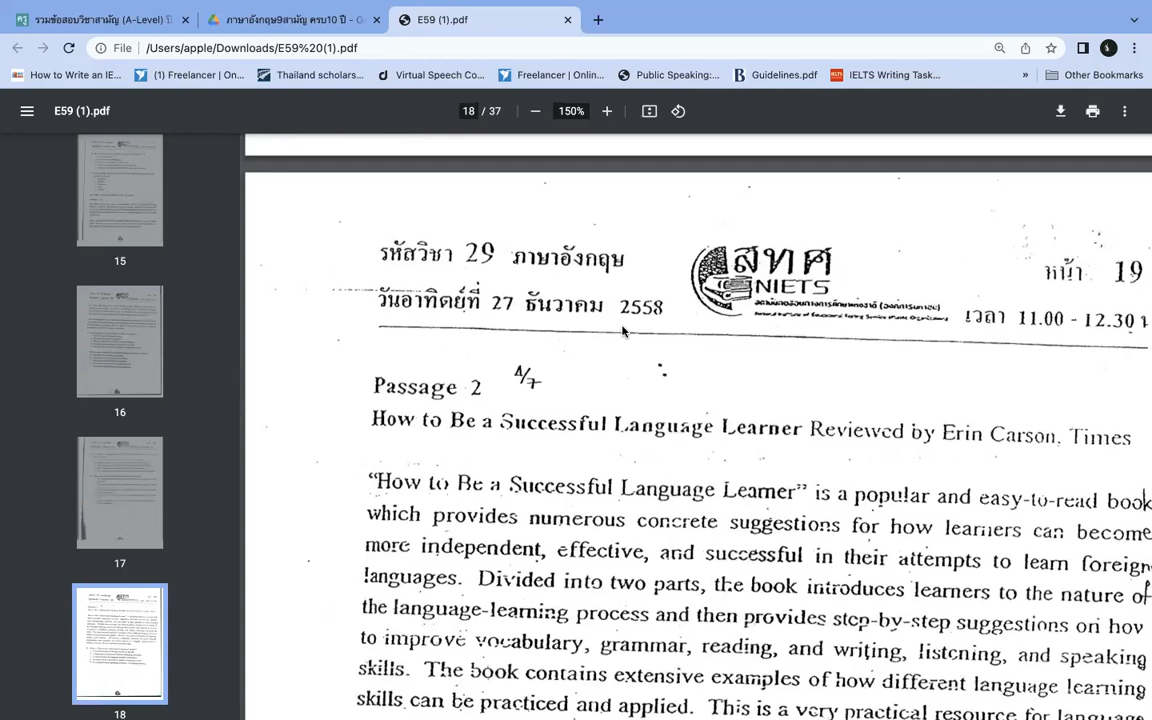 รวมข้อสอบวิชาสามัญ (A-Level) ปี
ภาษาอังกฤษ9สามัญ ครบ10 ปี - G
E59 (1).pdf
File
/Users/apple/Downloads/E59%20(1).pdf
How to Write an IE...
(1) Freelancer | On...
Thailand scholars...
Virtual Speech Co...
Freelancer | Onlin...
Public Speaking:...
Guidelines.pdf
IELTS Writing Task...
»
Other Bookmarks
E59 (1).pdf
18 / 37
150%
15
16
17
18
รหัสวิชา 29 ภาษาอังกฤษ
สทศ
NIETS
หน้า 19
วันอาทิตย์ที่ 27 ธันวาคม 2558
เวลา 11.00 - 12.30 น
Passage 2
How to Be a Successful Language Learner Reviewed by Erin Carson, Times
“How to Be a Successful Language Learner” is a popular and easy-to-read book
which provides numerous concrete suggestions for how learners can become
more independent, effective, and successful in their attempts to learn foreign
languages. Divided into two parts, the book introduces learners to the nature of
the language-learning process and then provides step-by-step suggestions on hov
to improve vocabulary, grammar, reading, and writing, listening, and speaking
skills. The book contains extensive examples of how different language learning
skills can be practiced and applied. This is a very practical resource for language